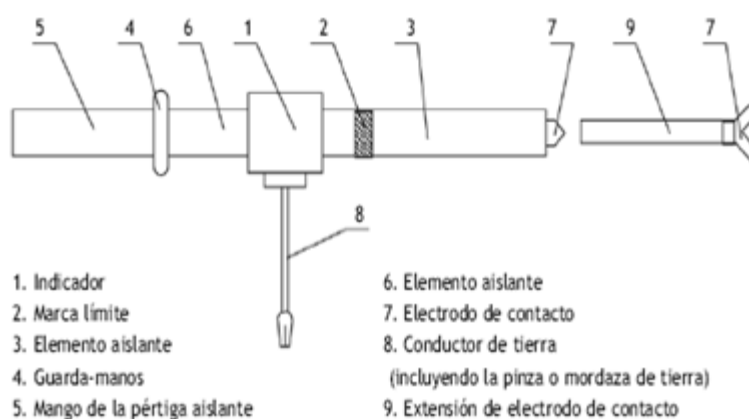 5 4 6 1 2 3 7 9 7
8
1. Indicador
2. Marca límite
3. Elemento aislante
4. Guarda-manos
5. Mango de la pértiga aislante
6. Elemento aislante
7. Electrodo de contacto
8. Conductor de tierra
(incluyendo la pinza o mordaza de tierra)
9. Extensión de electrodo de contacto